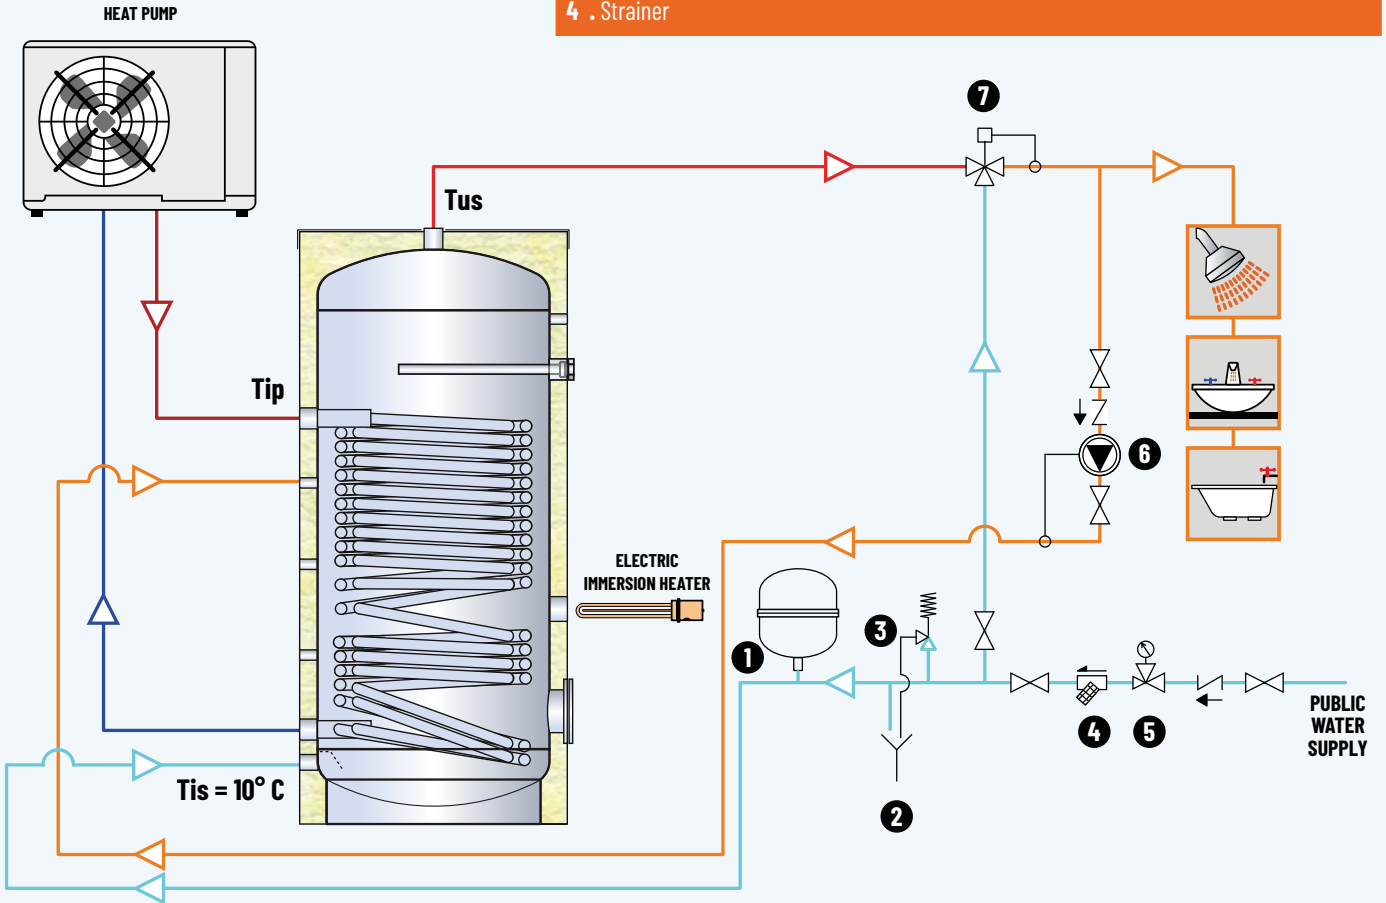 HEAT PUMP
4 . Strainer
7
Tus
Tip
6
ELECTRIC
IMMERSION HEATER
3
1
PUBLIC
WATER
SUPPLY
4
5
Tis = 10° C
2